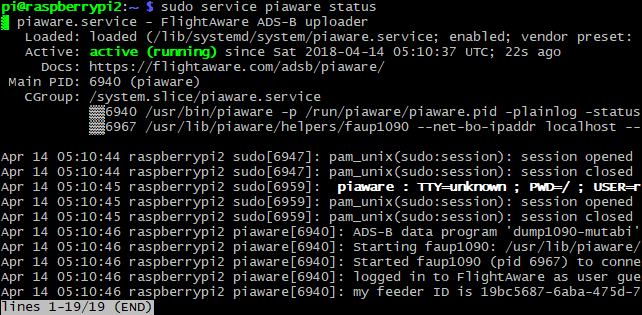 pi@raspberrypi2:~ $ sudo service piaware status
piaware.service - FlightAware ADS-B uploader
Loaded: loaded (/lib/systemd/system/piaware.service; enabled; vendor preset:
Active: active (running) since Sat 2018-04-14 05:10:37 UTC; 22s ago
Docs: https://flightaware.com/adsb/piaware/
Main PID: 6940 (piaware)
CGroup: /system.slice/piaware.service
▒▒6940 /usr/bin/piaware -p /run/piaware/piaware.pid -plainlog -status
▒▒6967 /usr/lib/piaware/helpers/faup1090 --net-bo-ipaddr localhost --
Apr 14 05:10:44 raspberrypi2 sudo[6947]: pam_unix(sudo:session): session opened
Apr 14 05:10:44 raspberrypi2 sudo[6947]: pam_unix(sudo:session): session closed
Apr 14 05:10:45 raspberrypi2 sudo[6959]: piaware : TTY=unknown ; PWD=/ ; USER=r
Apr 14 05:10:45 raspberrypi2 sudo[6959]: pam_unix(sudo:session): session opened
Apr 14 05:10:45 raspberrypi2 sudo[6959]: pam_unix(sudo:session): session closed
Apr 14 05:10:46 raspberrypi2 piaware[6940]: ADS-B data program 'dump1090-mutabi'
Apr 14 05:10:46 raspberrypi2 piaware[6940]: Starting faup1090: /usr/lib/piaware/
Apr 14 05:10:46 raspberrypi2 piaware[6940]: Started faup1090 (pid 6967) to conne
Apr 14 05:10:46 raspberrypi2 piaware[6940]: logged in to FlightAware as user gue
Apr 14 05:10:46 raspberrypi2 piaware[6940]: my feeder ID is 19bc5687-6aba-475d-7
lines 1-19/19 (END)